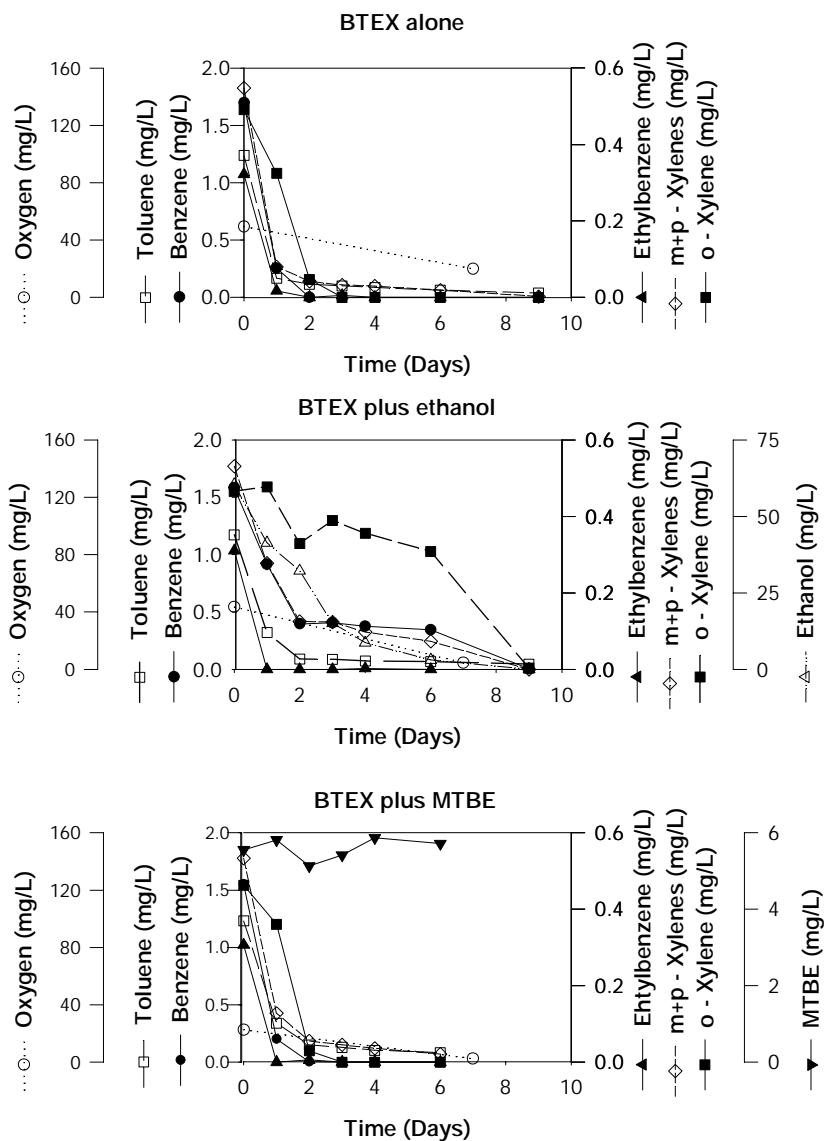 BTEX alone
Oxygen (mg/L)
160
120
80
40
0
Toluene (mg/L)
Benzene (mg/L)
2.0
1.5
1.0
0.5
0.0
0 2 4 6 8 10
Time (Days)
0.6
0.4
0.2
0.0
Ethylbenzene (mg/L)
m+p - Xylenes (mg/L)
o - Xylene (mg/L)
BTEX plus ethanol
Oxygen (mg/L)
160
120
80
40
0
Toluene (mg/L)
Benzene (mg/L)
2.0
1.5
1.0
0.5
0.0
0 2 4 6 8 10
Time (Days)
0.6
0.4
0.2
0.0
Ethylbenzene (mg/L)
m+p - Xylenes (mg/L)
o - Xylene (mg/L)
75
50
25
0
Ethanol (mg/L)
BTEX plus MTBE
Oxygen (mg/L)
160
120
80
40
0
Toluene (mg/L)
Benzene (mg/L)
2.0
1.5
1.0
0.5
0.0
0 2 4 6 8 10
Time (Days)
0.6
0.4
0.2
0.0
Ehtylbenzene (mg/L)
m+p - Xylenes (mg/L)
o - Xylene (mg/L)
6
4
2
0
MTBE (mg/L)